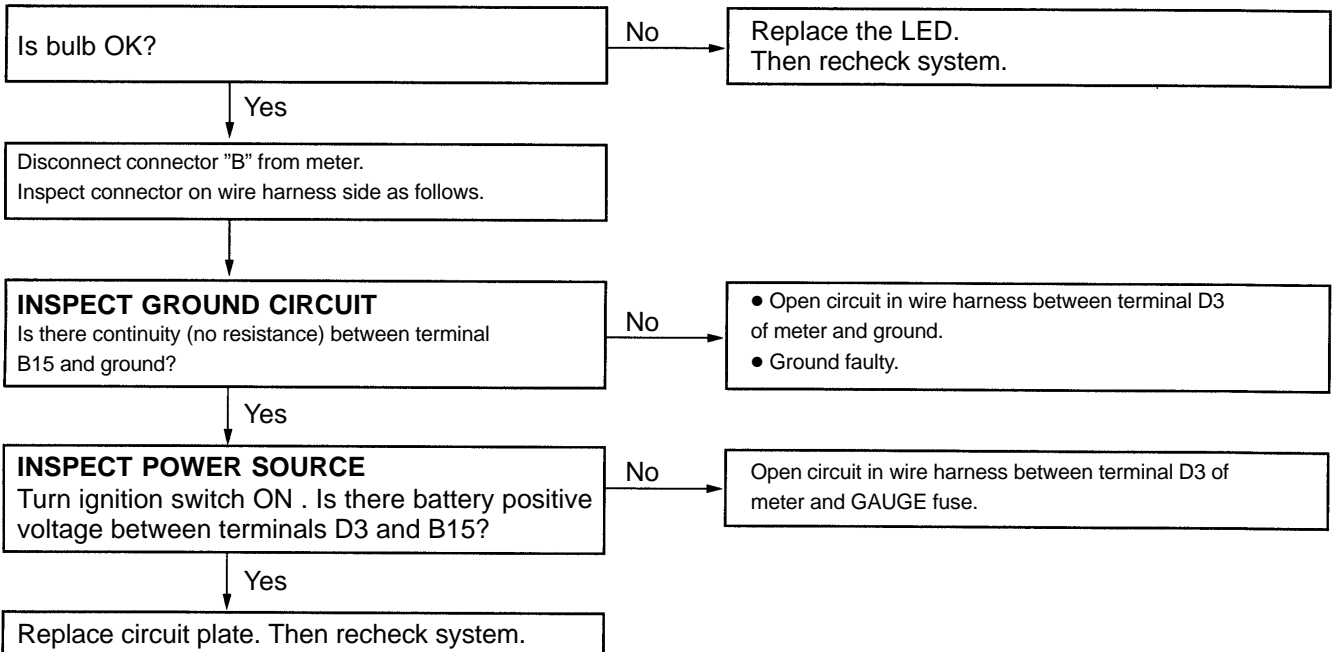 Is bulb OK?
No
Replace the LED.
Then recheck system.
Yes
Disconnect connector ”B” from meter.
Inspect connector on wire harness side as follows.
INSPECT GROUND CIRCUIT
Is there continuity (no resistance) between terminal
B15 and ground?
No
● Open circuit in wire harness between terminal D3
of meter and ground.
● Ground faulty.
Yes
INSPECT POWER SOURCE
Turn ignition switch ON . Is there battery positive
voltage between terminals D3 and B15?
No
Open circuit in wire harness between terminal D3 of
meter and GAUGE fuse.
Yes
Replace circuit plate. Then recheck system.